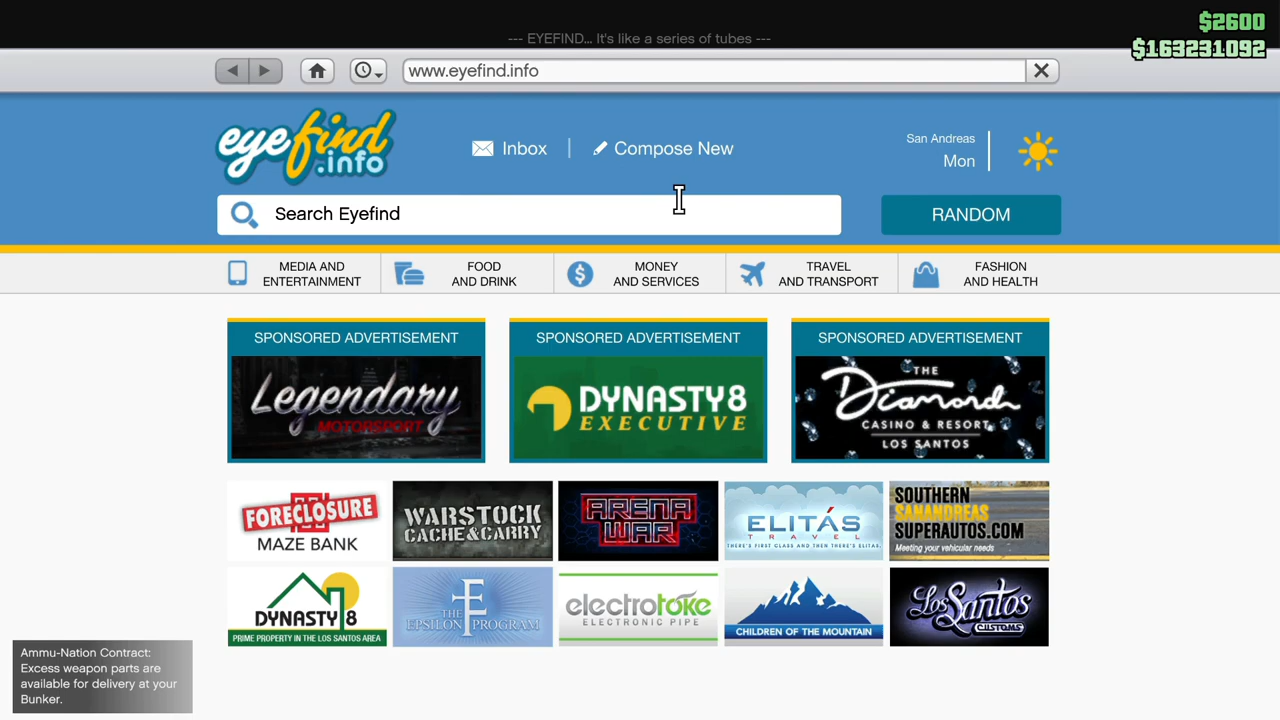 $2600
--- EYEFIND... It's like a series of tubes ---
$163231092
www.eyefind.info
eyefind
.info
Inbox
Compose New
San Andreas
Mon
Search Eyefind
RANDOM
MEDIA AND
ENTERTAINMENT
FOOD
AND DRINK
MONEY
AND SERVICES
TRAVEL
AND TRANSPORT
FASHION
AND HEALTH
SPONSORED ADVERTISEMENT
Legendary
MOTORSPORT
SPONSORED ADVERTISEMENT
DYNASTY8
EXECUTIVE
SPONSORED ADVERTISEMENT
THE
Diamond
CASINO & RESORT
LOS SANTOS
FORECLOSURE
MAZE BANK
WARSTOCK
CACHE & CARRY
ARENA
WAR
ELITÁS
TRAVEL
THERE'S FIRST CLASS AND THEN THERE'S ELITAS.
SOUTHERN
SAN ANDREAS
SUPERAUTOS.COM
Meeting your vehicular needs
DYNASTY 8
PRIME PROPERTY IN THE LOS SANTOS AREA
THE
EPSILON PROGRAM
electrotoke
ELECTRONIC PIPE
CHILDREN OF THE MOUNTAIN
Los Santos
CUSTOMS
Ammu-Nation Contract:
Excess weapon parts are
available for delivery at your
Bunker.